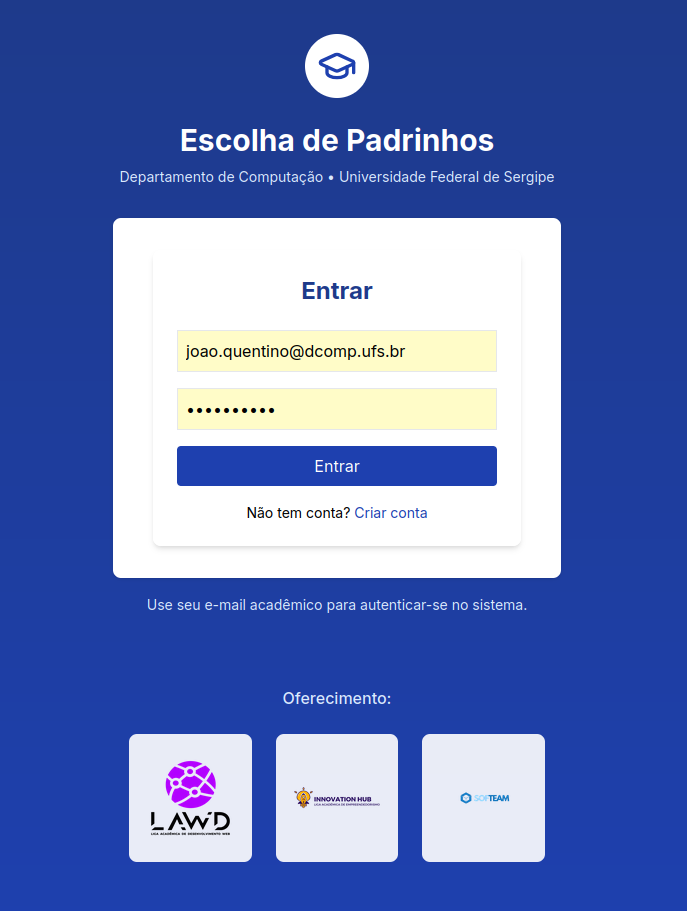 Escolha de Padrinhos
Departamento de Computação • Universidade Federal de Sergipe
Entrar
joao.quentino@dcomp.ufs.br
••••••••••
Entrar
Não tem conta? Criar conta
Use seu e-mail acadêmico para autenticar-se no sistema.
Oferecimento:
LAWD
LIGA ACADÊMICA DE DESENVOLVIMENTO WEB
INNOVATION HUB
LIGA ACADÊMICA DE EMPREENDEDORISMO
SOFTEAM